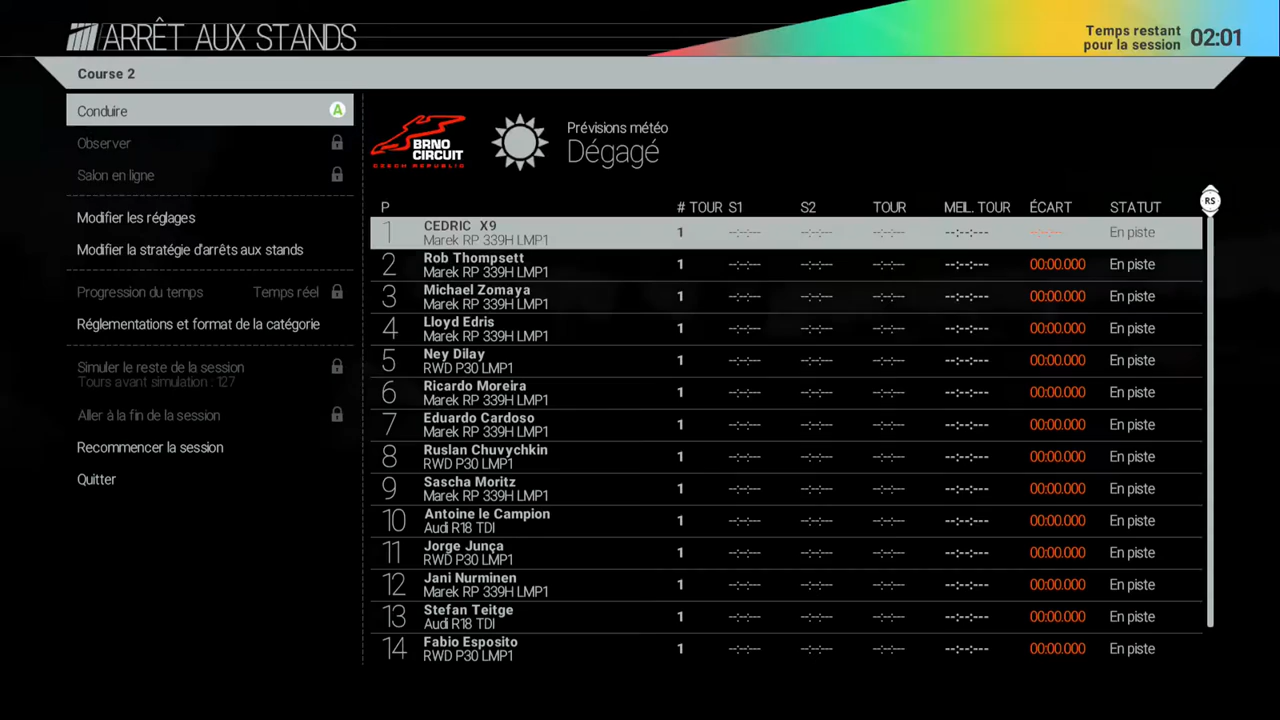 ARRÊT AUX STANDS
Temps restant
pour la session 02:01
Course 2
Conduire A
Observer
Salon en ligne
Modifier les réglages
Modifier la stratégie d'arrêts aux stands
Progression du temps Temps réel
Réglementations et format de la catégorie
Simuler le reste de la session
Tours avant simulation : 127
Aller à la fin de la session
Recommencer la session
Quitter
BRNO
CIRCUIT
CZECH REPUBLIC
Prévisions météo
Dégagé
P # TOUR S1 S2 TOUR MEIL. TOUR ÉCART STATUT RS
1 CEDRIC X9 1 --:--:--- --:--:--- --:--:--- --:--:--- --:--:--- En piste
Marek RP 339H LMP1
2 Rob Thompsett 1 --:--:--- --:--:--- --:--:--- --:--:--- 00:00.000 En piste
Marek RP 339H LMP1
3 Michael Zomaya 1 --:--:--- --:--:--- --:--:--- --:--:--- 00:00.000 En piste
Marek RP 339H LMP1
4 Lloyd Edris 1 --:--:--- --:--:--- --:--:--- --:--:--- 00:00.000 En piste
Marek RP 339H LMP1
5 Ney Dilay 1 --:--:--- --:--:--- --:--:--- --:--:--- 00:00.000 En piste
RWD P30 LMP1
6 Ricardo Moreira 1 --:--:--- --:--:--- --:--:--- --:--:--- 00:00.000 En piste
Marek RP 339H LMP1
7 Eduardo Cardoso 1 --:--:--- --:--:--- --:--:--- --:--:--- 00:00.000 En piste
Marek RP 339H LMP1
8 Ruslan Chuvychkin 1 --:--:--- --:--:--- --:--:--- --:--:--- 00:00.000 En piste
RWD P30 LMP1
9 Sascha Moritz 1 --:--:--- --:--:--- --:--:--- --:--:--- 00:00.000 En piste
Marek RP 339H LMP1
10 Antoine le Campion 1 --:--:--- --:--:--- --:--:--- --:--:--- 00:00.000 En piste
Audi R18 TDI
11 Jorge Junça 1 --:--:--- --:--:--- --:--:--- --:--:--- 00:00.000 En piste
RWD P30 LMP1
12 Jani Nurminen 1 --:--:--- --:--:--- --:--:--- --:--:--- 00:00.000 En piste
Marek RP 339H LMP1
13 Stefan Teitge 1 --:--:--- --:--:--- --:--:--- --:--:--- 00:00.000 En piste
Audi R18 TDI
14 Fabio Esposito 1 --:--:--- --:--:--- --:--:--- --:--:--- 00:00.000 En piste
RWD P30 LMP1